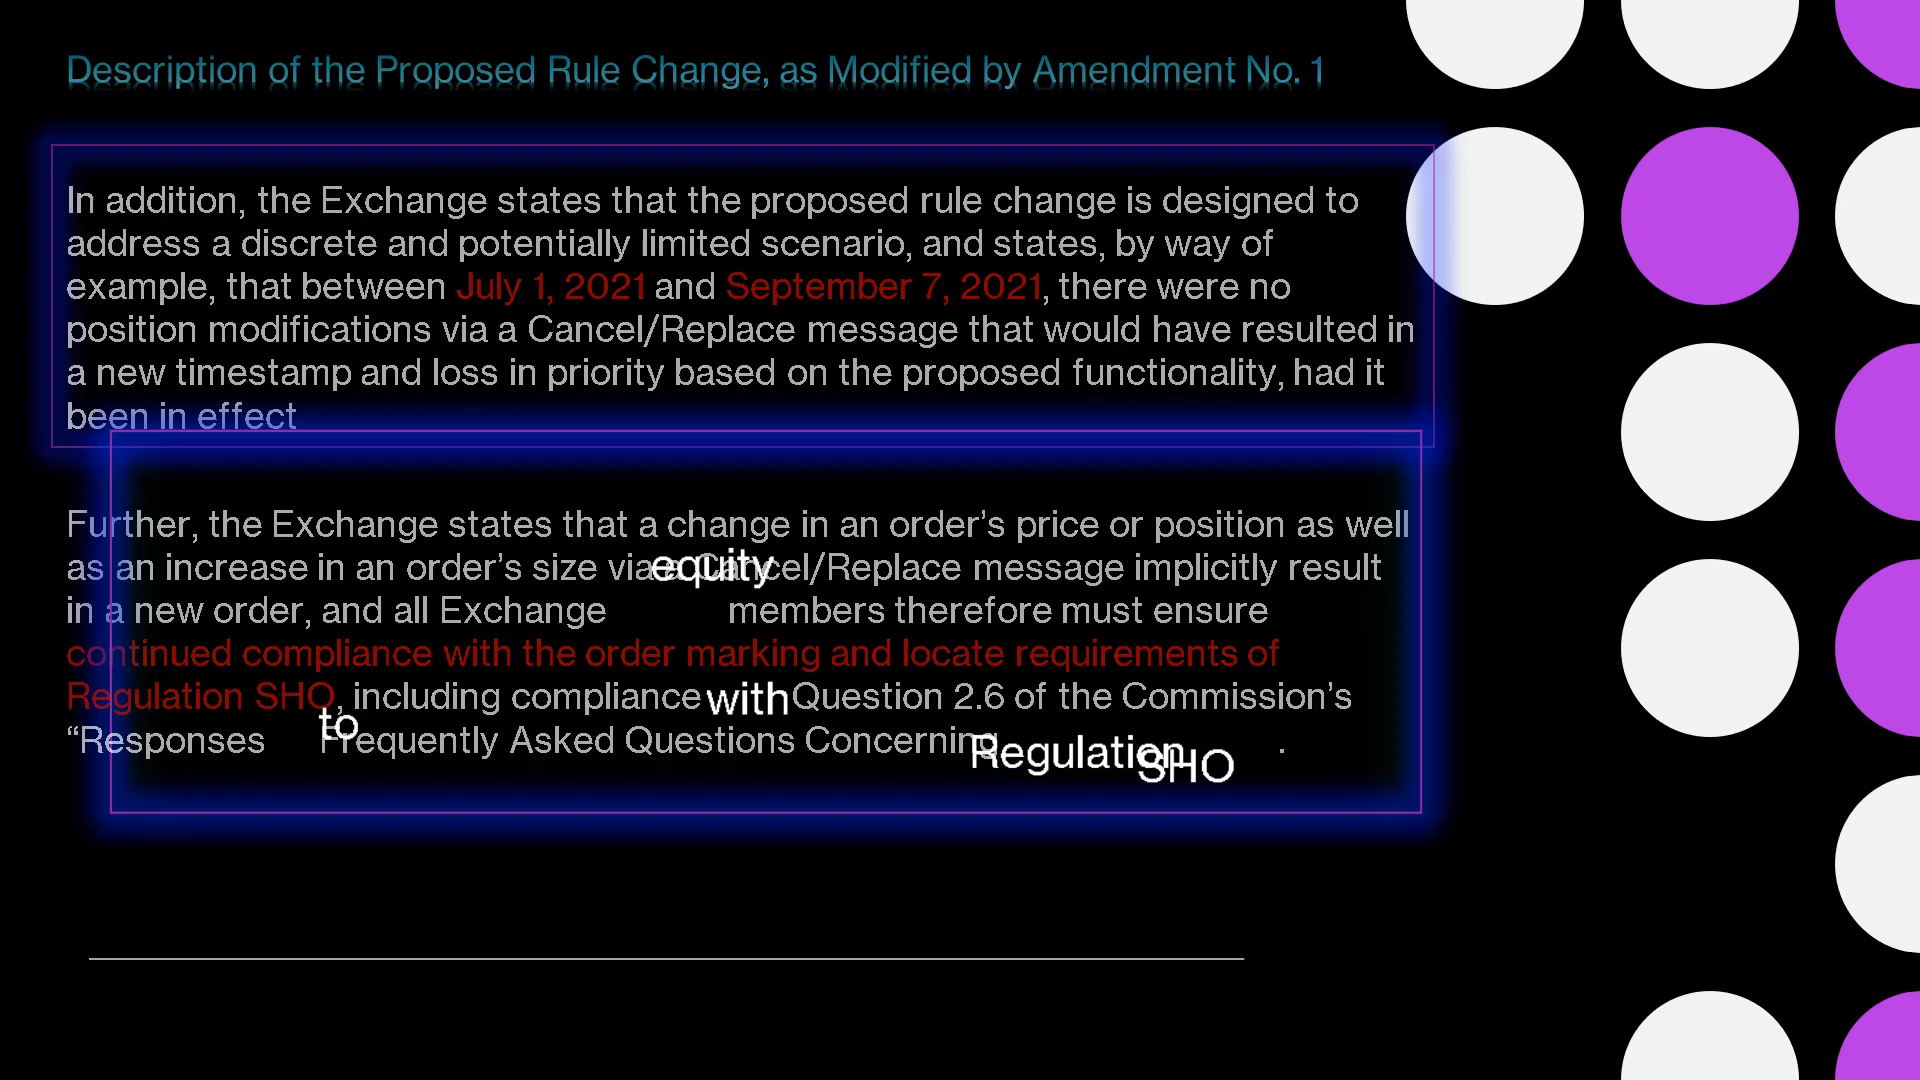 Description of the Proposed Rule Change, as Modified by Amendment No. 1
In addition, the Exchange states that the proposed rule change is designed to
address a discrete and potentially limited scenario, and states, by way of
example, that between July 1, 2021 and September 7, 2021, there were no
position modifications via a Cancel/Replace message that would have resulted in
a new timestamp and loss in priority based on the proposed functionality, had it
been in effect
Further, the Exchange states that a change in an order’s price or position as well
as an increase in an order’s size via a Cancel/Replace message implicitly result
in a new order, and all Exchange equity members therefore must ensure
continued compliance with the order marking and locate requirements of
Regulation SHO, including compliance with Question 2.6 of the Commission’s
“Responses to Frequently Asked Questions Concerning Regulation SHO.